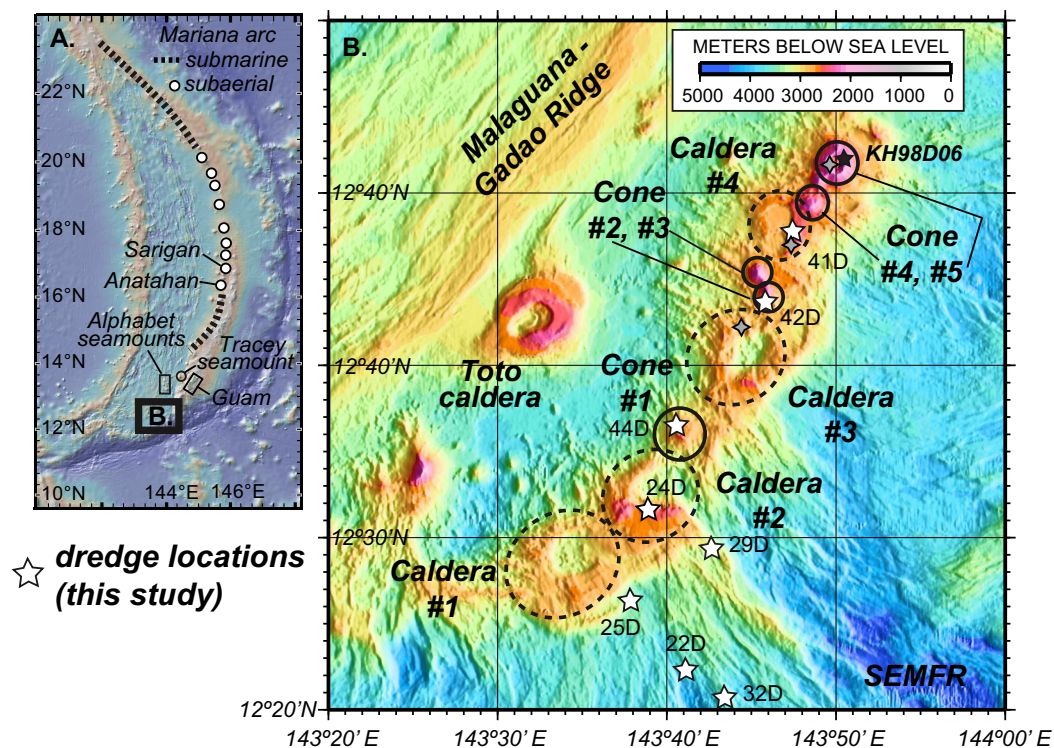 A.
Mariana arc
submarine
subaerial
22°N
20°N
18°N
Sarigan
Anatahan
16°N
Alphabet
seamounts
14°N
Tracey
seamount
Guam
B.
12°N
10°N
144°E
146°E
dredge locations
(this study)
B.
METERS BELOW SEA LEVEL
5000 4000 3000 2000 1000 0
Malaguana -
Gadao Ridge
Caldera
#4
KH98D06
12°40'N
Cone
#2, #3
41D
Cone
#4, #5
42D
12°40'N
Toto
caldera
Cone
#1
44D
Caldera
#3
24D
Caldera
#2
12°30'N
29D
Caldera
#1
25D
22D
SEMFR
32D
12°20'N
143°20' E
143°30' E
143°40' E
143°50' E
144°00' E